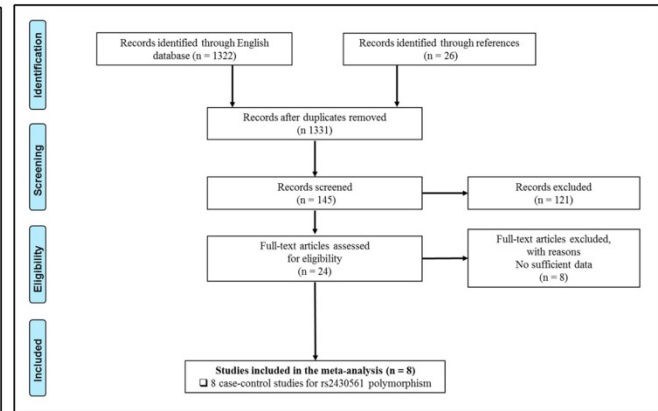 Identification
Records identified through English
database (n = 1322)
Records identified through references
(n = 26)
Records after duplicates removed
(n 1331)
Screening
Records screened
(n = 145)
Records excluded
(n = 121)
Eligibility
Full-text articles assessed
for eligibility
(n = 24)
Full-text articles excluded,
with reasons
No sufficient data
(n = 8)
Included
Studies included in the meta-analysis (n = 8)
❑ 8 case-control studies for rs2430561 polymorphism